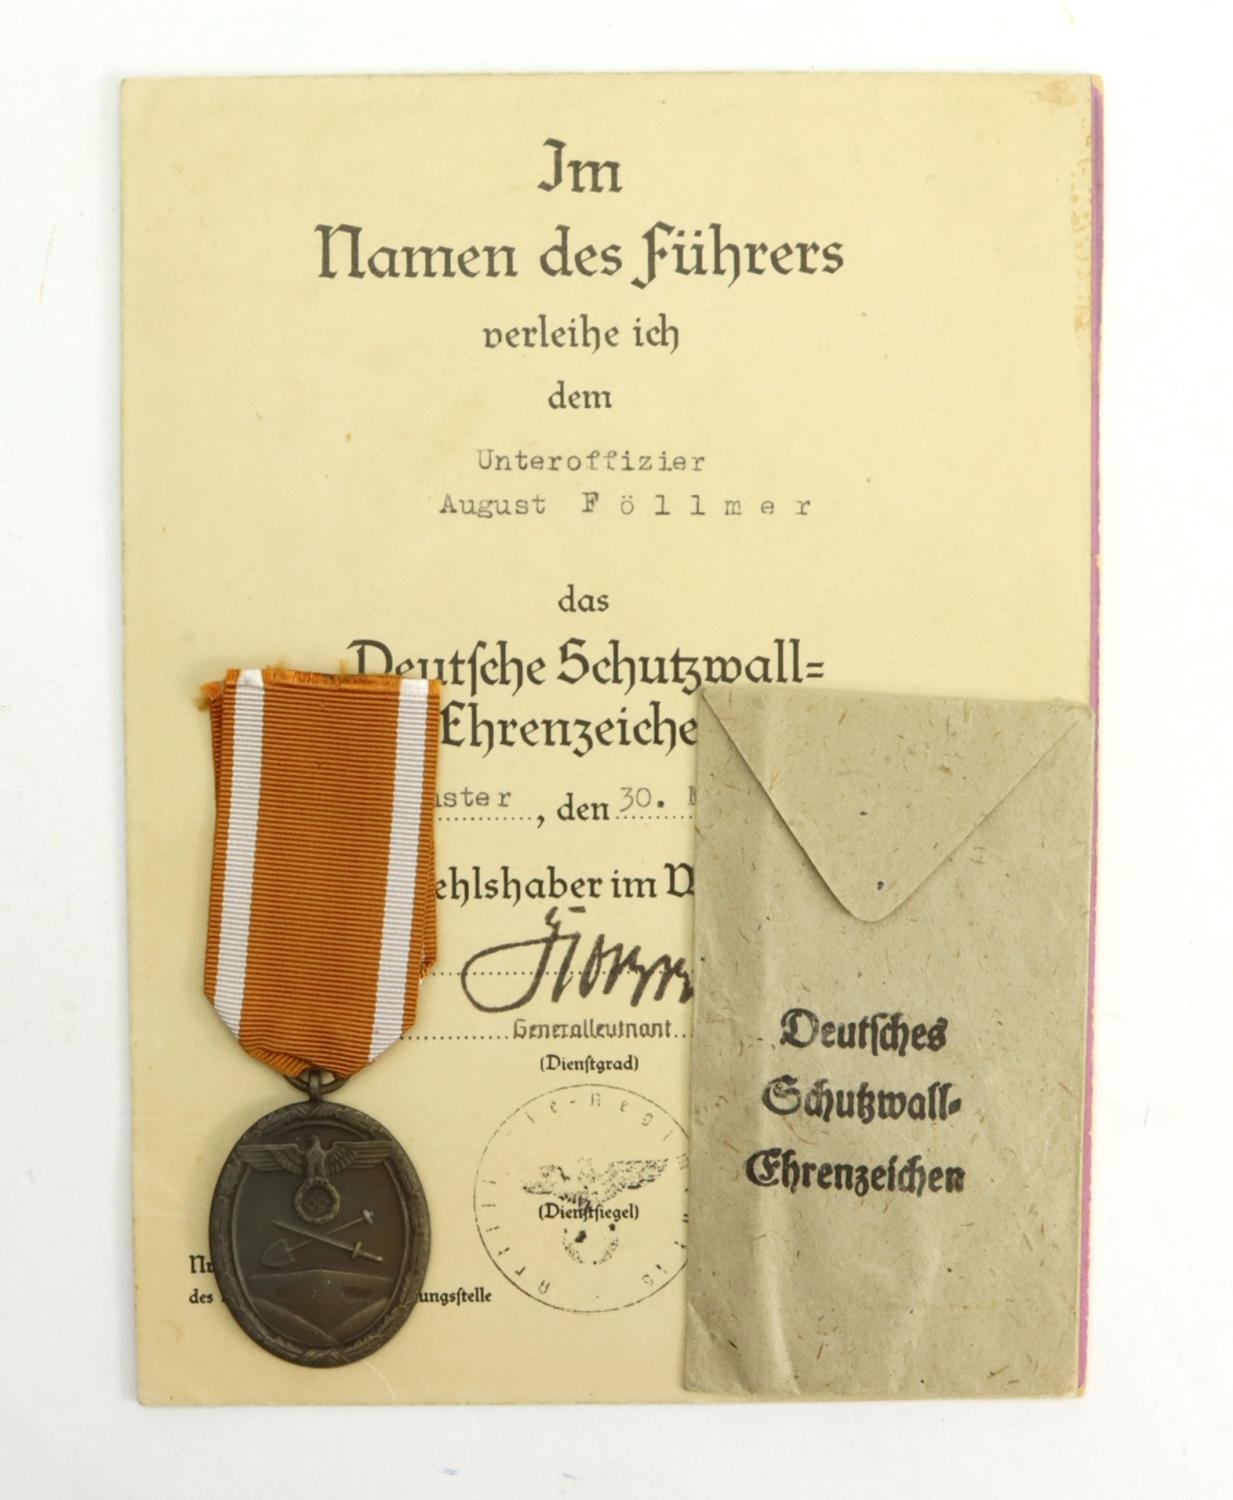 Im
Namen des Führers
verleihe ich
dem
Unteroffizier
August Föllmer
das
Deutsche Schutzwall=
Ehrenzeiche
, den 30.
ehlshaber im
Generalleutnant
(Dienstgrad)
(Dienstsiegel)
des
ungsstelle
Deutsches
Schutzwall-
Ehrenzeichen